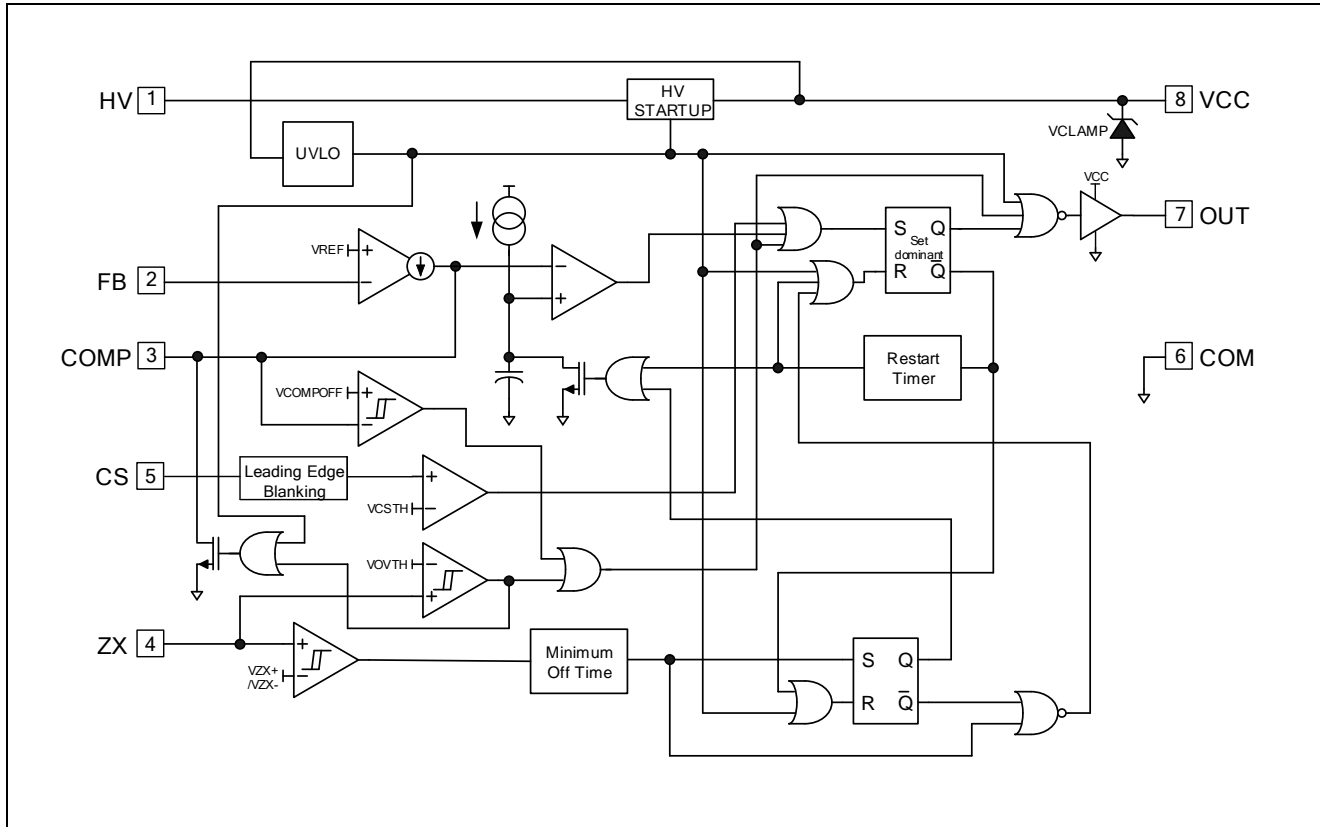 HV 1
HV
STARTUP
8 VCC
VCLAMP
UVLO
VCC
7 OUT
VREF + 
−
FB 2
−
+
S Q
Set
dominant
R Q̅
COMP 3
VCOMPOFF +
−
Restart
Timer
6 COM
CS 5
Leading Edge
Blanking
+
VCSTH −
VOVTH −
+
ZX 4
+
VZX+
/VZX- −
Minimum
Off Time
S Q
R Q̅